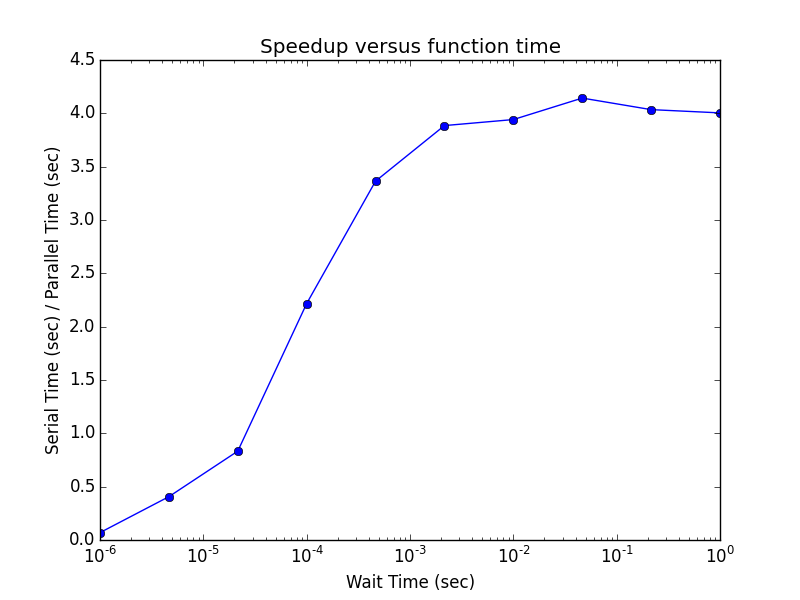 Speedup versus function time
Serial Time (sec) / Parallel Time (sec)
4.5
4.0
3.5
3.0
2.5
2.0
1.5
1.0
0.5
0.0
10^-6 10^-5 10^-4 10^-3 10^-2 10^-1 10^0
Wait Time (sec)